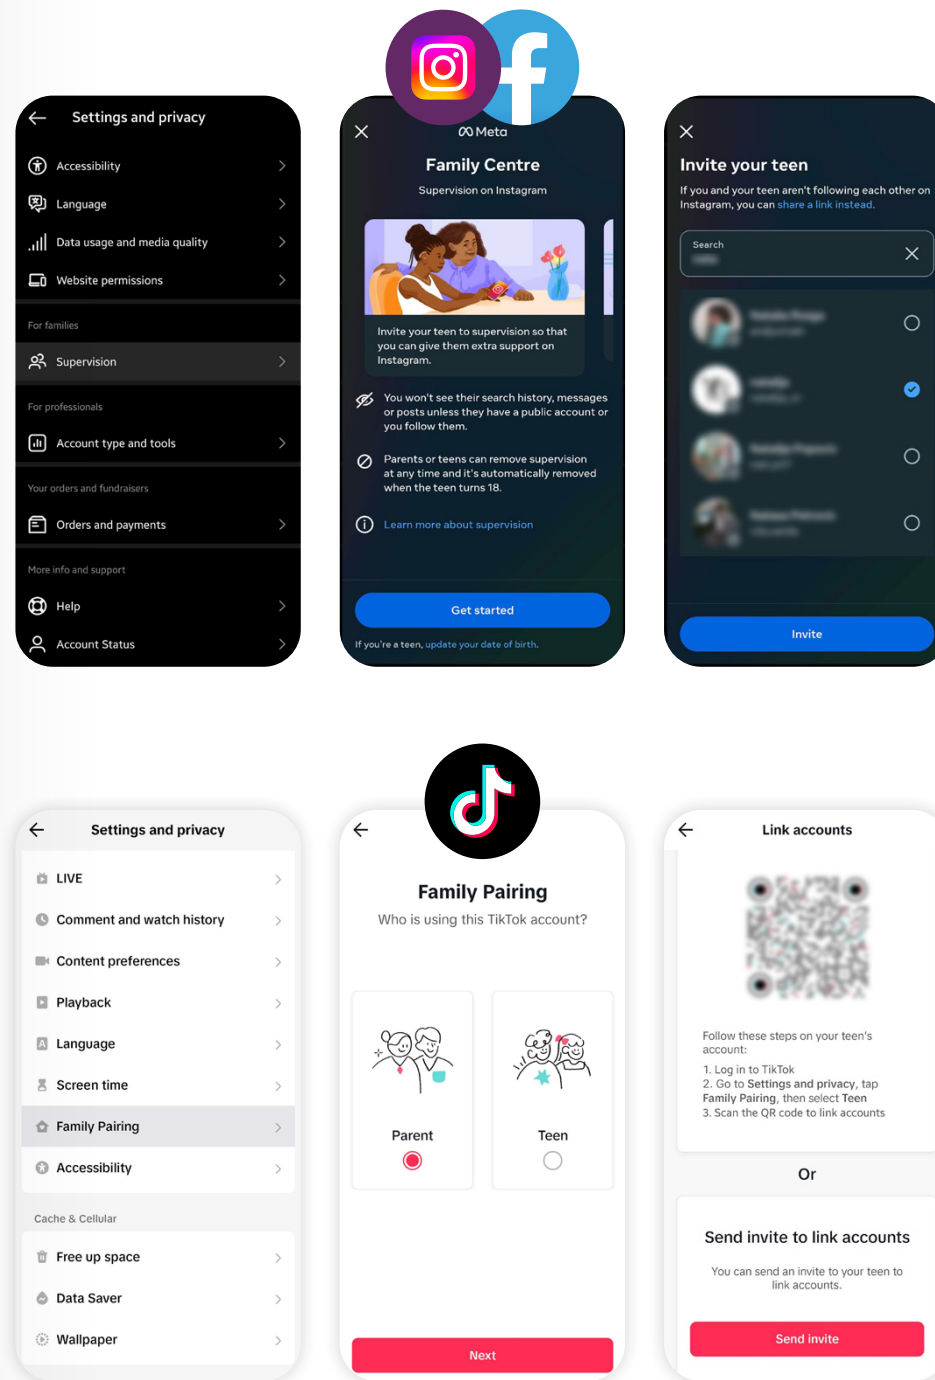 Settings and privacy
Accessibility
Language
Data usage and media quality
Website permissions
For families
Supervision
For professionals
Account type and tools
Your orders and fundraisers
Orders and payments
More info and support
Help
Account Status
Meta
Family Centre
Supervision on Instagram
Invite your teen to supervision so that
you can give them extra support on
Instagram.
You won't see their search history, messages
or posts unless they have a public account or
you follow them.
Parents or teens can remove supervision
at any time and it's automatically removed
when the teen turns 18.
Learn more about supervision
Get started
If you're a teen, update your date of birth.
Invite your teen
If you and your teen aren't following each other on
Instagram, you can share a link instead.
Search
Invite
Settings and privacy
LIVE
Comment and watch history
Content preferences
Playback
Language
Screen time
Family Pairing
Accessibility
Cache & Cellular
Free up space
Data Saver
Wallpaper
Family Pairing
Who is using this TikTok account?
Parent
Teen
Next
Link accounts
Follow these steps on your teen's
account:
1. Log in to TikTok
2. Go to Settings and privacy, tap
Family Pairing, then select Teen
3. Scan the QR code to link accounts
Or
Send invite to link accounts
You can send an invite to your teen to
link accounts.
Send invite